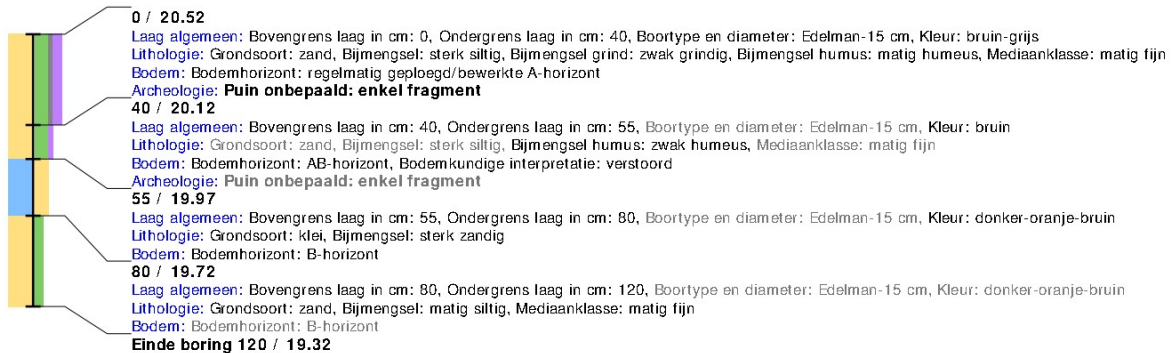 0 / 20.52
Laag algemeen: Bovengrens laag in cm: 0, Ondergrens laag in cm: 40, Boortype en diameter: Edelman-15 cm, Kleur: bruin-grijs
Lithologie: Grondsoort: zand, Bijmengsel: sterk siltig, Bijmengsel grind: zwak grindig, Bijmengsel humus: matig humeus, Mediaanklasse: matig fijn
Bodem: Bodemhorizont: regelmatig geploegd/bewerkte A-horizont
Archeologie: Puin onbepaald: enkel fragment
40 / 20.12
Laag algemeen: Bovengrens laag in cm: 40, Ondergrens laag in cm: 55, Boortype en diameter: Edelman-15 cm, Kleur: bruin
Lithologie: Grondsoort: zand, Bijmengsel: sterk siltig, Bijmengsel humus: zwak humeus, Mediaanklasse: matig fijn
Bodem: Bodemhorizont: AB-horizont, Bodemkundige interpretatie: verstoord
Archeologie: Puin onbepaald: enkel fragment
55 / 19.97
Laag algemeen: Bovengrens laag in cm: 55, Ondergrens laag in cm: 80, Boortype en diameter: Edelman-15 cm, Kleur: donker-oranje-bruin
Lithologie: Grondsoort: klei, Bijmengsel: sterk zandig
Bodem: Bodemhorizont: B-horizont
80 / 19.72
Laag algemeen: Bovengrens laag in cm: 80, Ondergrens laag in cm: 120, Boortype en diameter: Edelman-15 cm, Kleur: donker-oranje-bruin
Lithologie: Grondsoort: zand, Bijmengsel: matig siltig, Mediaanklasse: matig fijn
Bodem: Bodemhorizont: B-horizont
Einde boring 120 / 19.32